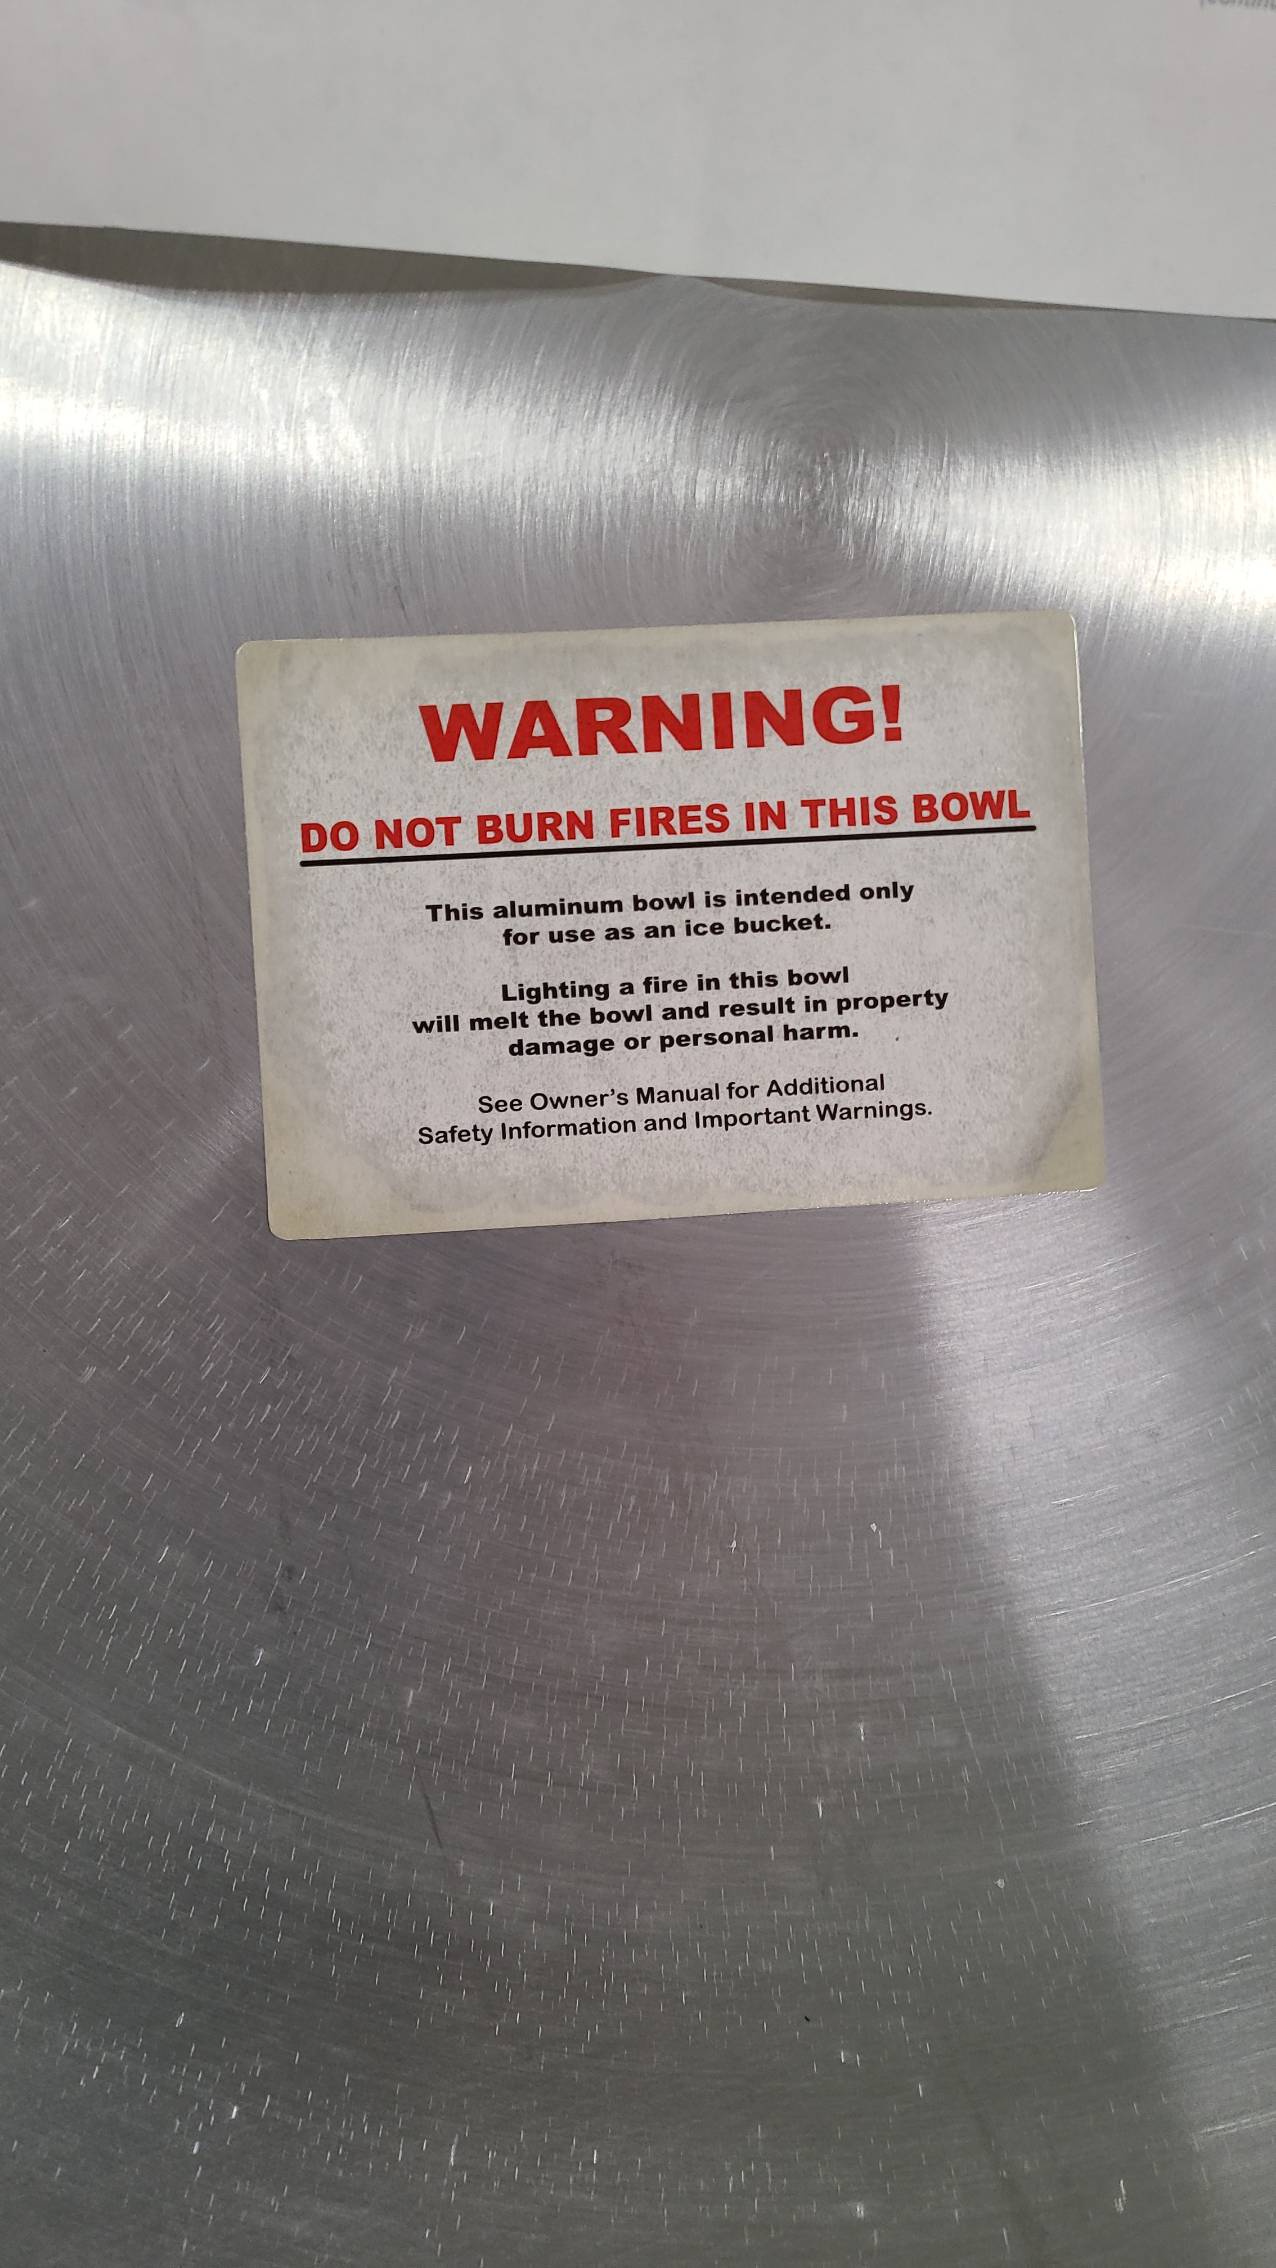 WARNING!
DO NOT BURN FIRES IN THIS BOWL
This aluminum bowl is intended only
for use as an ice bucket.
Lighting a fire in this bowl
will melt the bowl and result in property
damage or personal harm.
See Owner's Manual for Additional
Safety Information and Important Warnings.